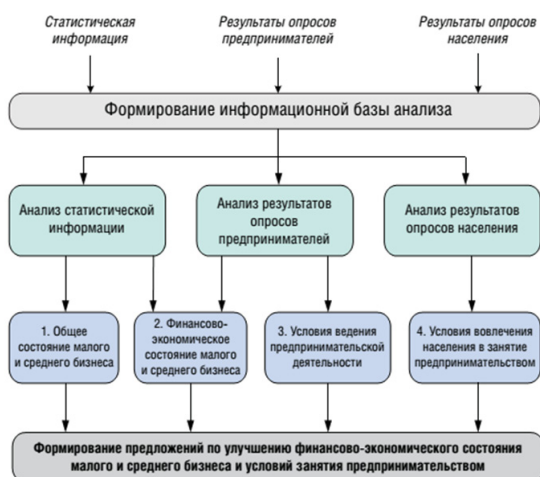 Статистическая
информация
Результаты опросов
предпринимателей
Результаты опросов
населения
Формирование информационной базы анализа
Анализ статистической
информации
Анализ результатов
опросов
предпринимателей
Анализ результатов
опросов населения
1. Общее
состояние малого
и среднего бизнеса
2. Финансово-
экономическое
состояние малого
и среднего бизнеса
3. Условия ведения
предпринимательской
деятельности
4. Условия вовлечения
населения в занятие
предпринимательством
Формирование предложений по улучшению финансово-экономического состояния
малого и среднего бизнеса и условий занятия предпринимательством